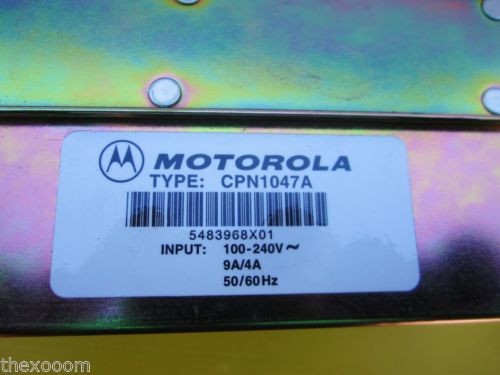 MOTOROLA
TYPE: CPN1047A
5483968X01
INPUT: 100-240V~
9A/4A
50/60Hz
thexooom